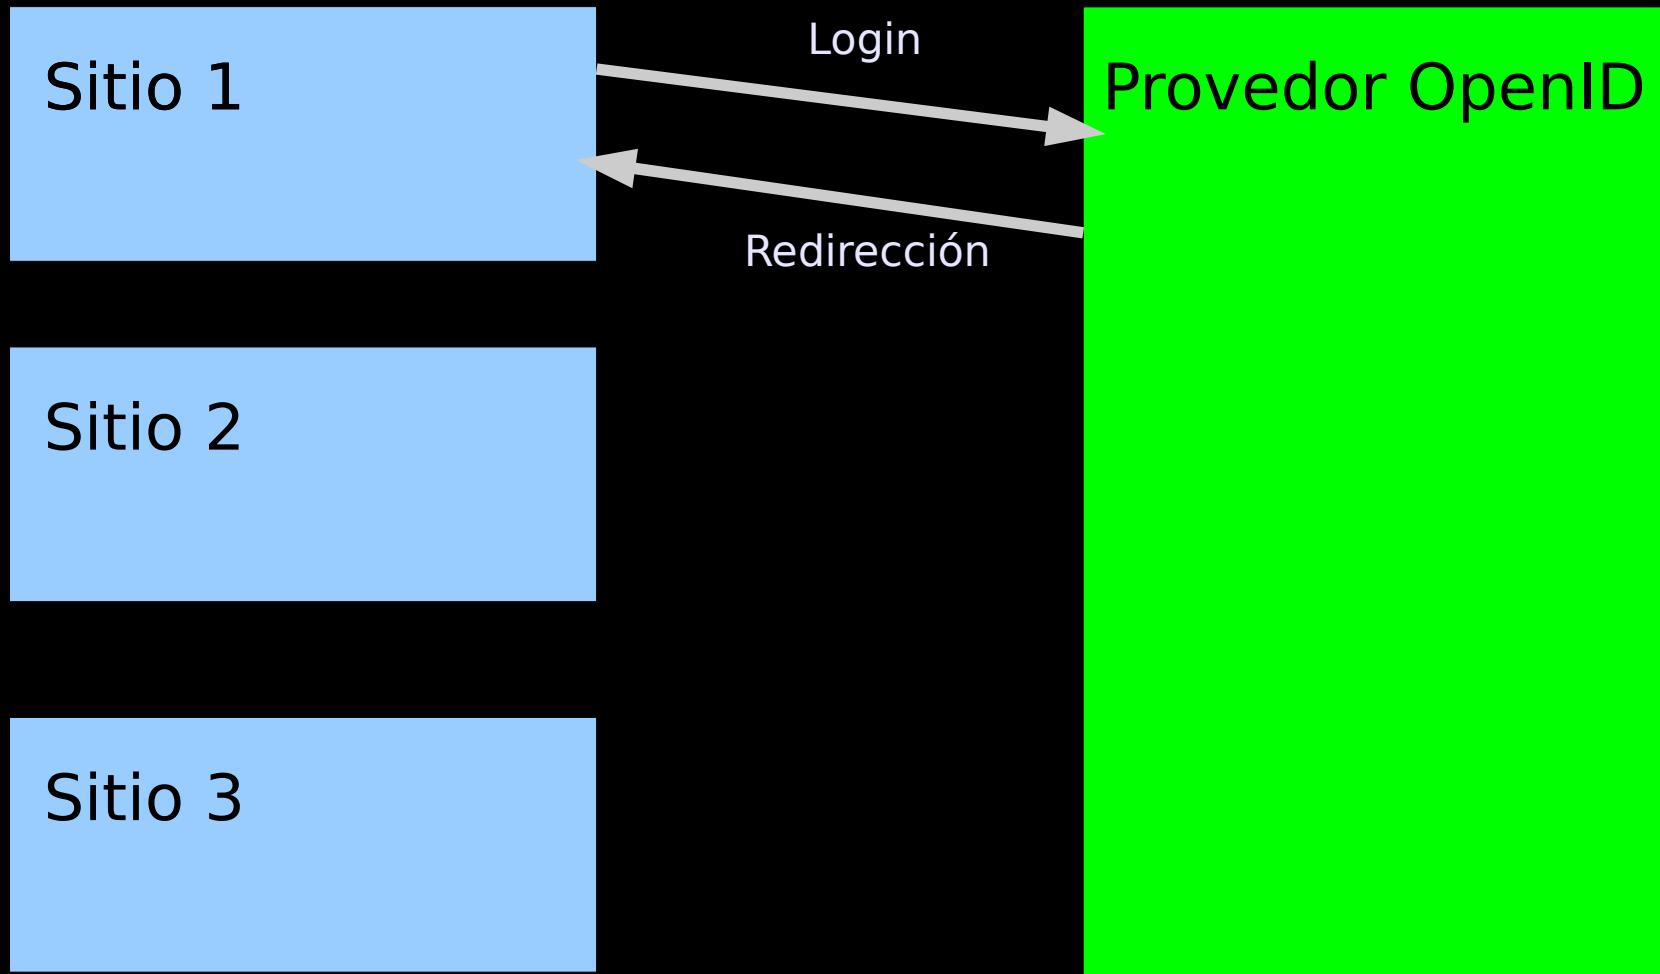 Sitio 1
Login
Provedor OpenID
Redirección
Sitio 2
Sitio 3